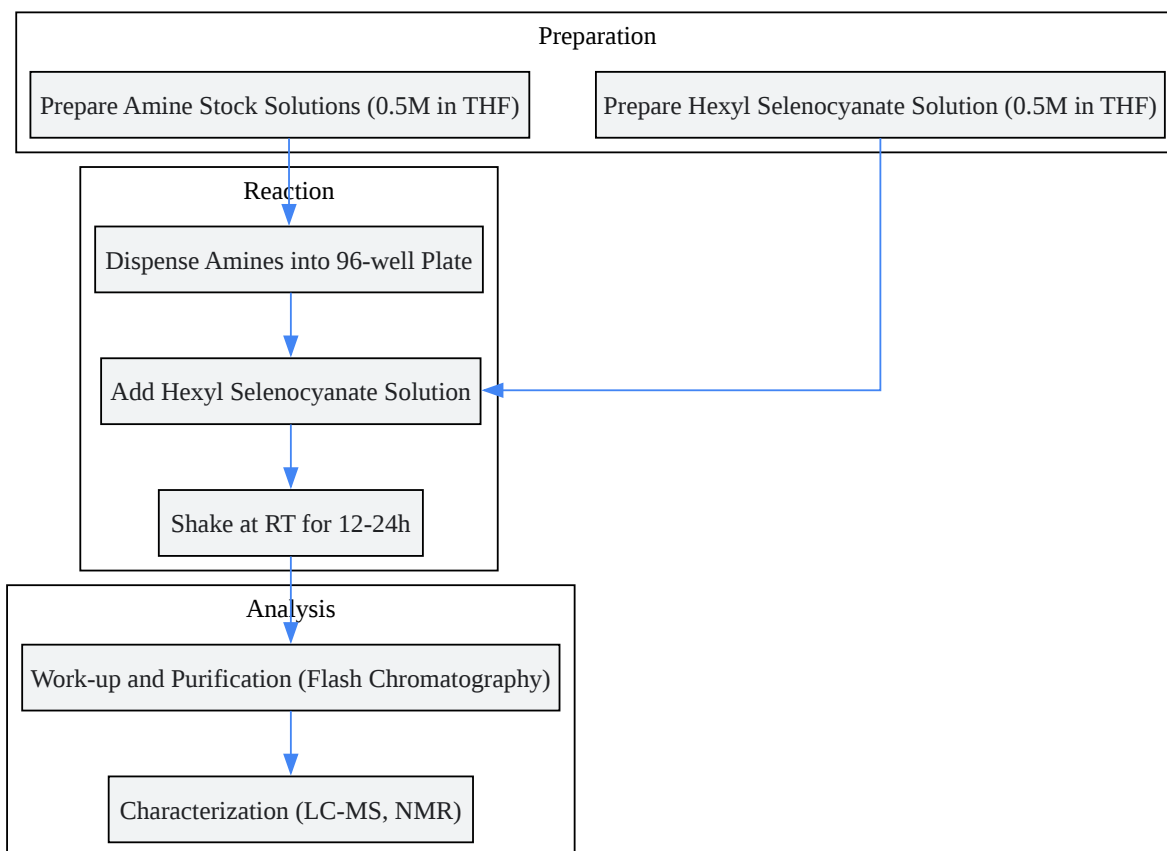 Preparation
Prepare Amine Stock Solutions (0.5M in THF)
Prepare Hexyl Selenocyanate Solution (0.5M in THF)
Reaction
Dispense Amines into 96-well Plate
Add Hexyl Selenocyanate Solution
Shake at RT for 12-24h
Analysis
Work-up and Purification (Flash Chromatography)
Characterization (LC-MS, NMR)